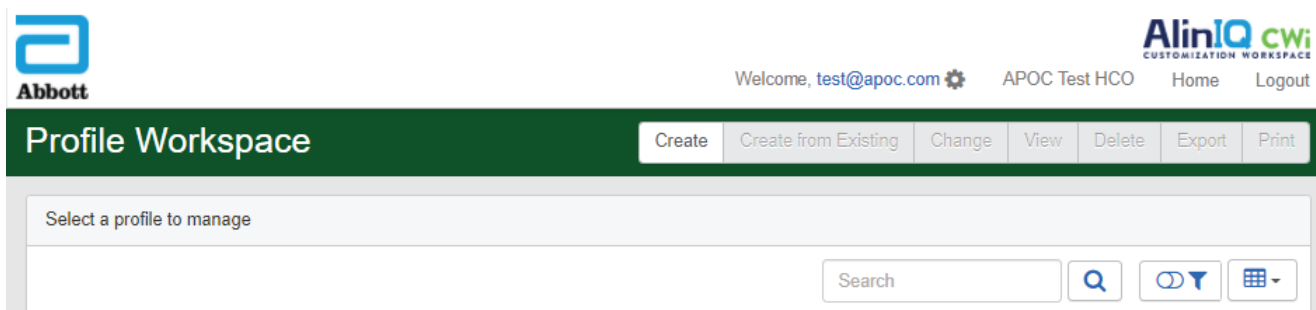 Abbott
AlinIQ CWi
CUSTOMIZATION WORKSPACE
Welcome, test@apoc.com APOC Test HCO Home Logout
Profile Workspace
Create Create from Existing Change View Delete Export Print
Select a profile to manage
Search